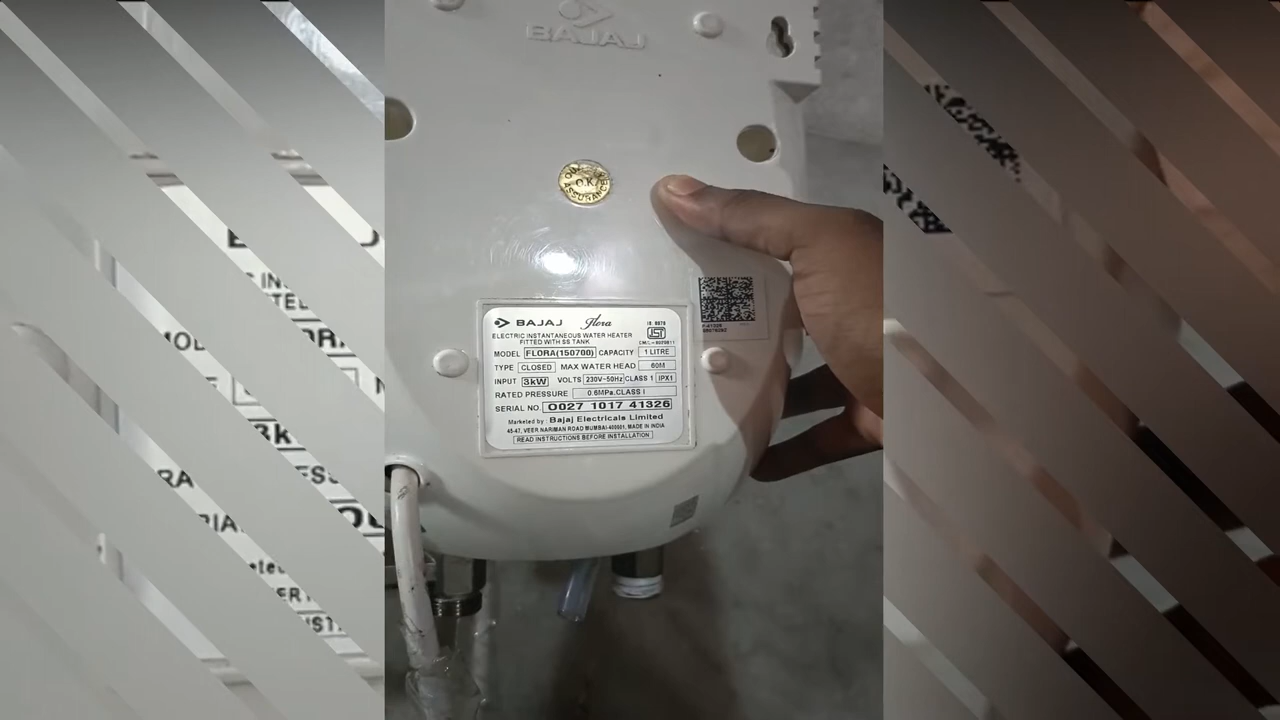 BAJAJ
O.K.
ASSURANCE
BAJAJ Flora
IS: 8978
ISI
ELECTRIC INSTANTANEOUS WATER HEATER
FITTED WITH SS TANK
MODEL FLORA(150700) CAPACITY 1 LITRE
TYPE CLOSED MAX WATER HEAD 60M
INPUT 3kW VOLTS 230V~50Hz CLASS 1 IPX1
RATED PRESSURE 0.6MPa,CLASS I
SERIAL NO. O027 1017 41326
Marketed by : Bajaj Electricals Limited
45-47, VEER NARIMAN ROAD MUMBAI-400001, MADE IN INDIA
READ INSTRUCTIONS BEFORE INSTALLATION